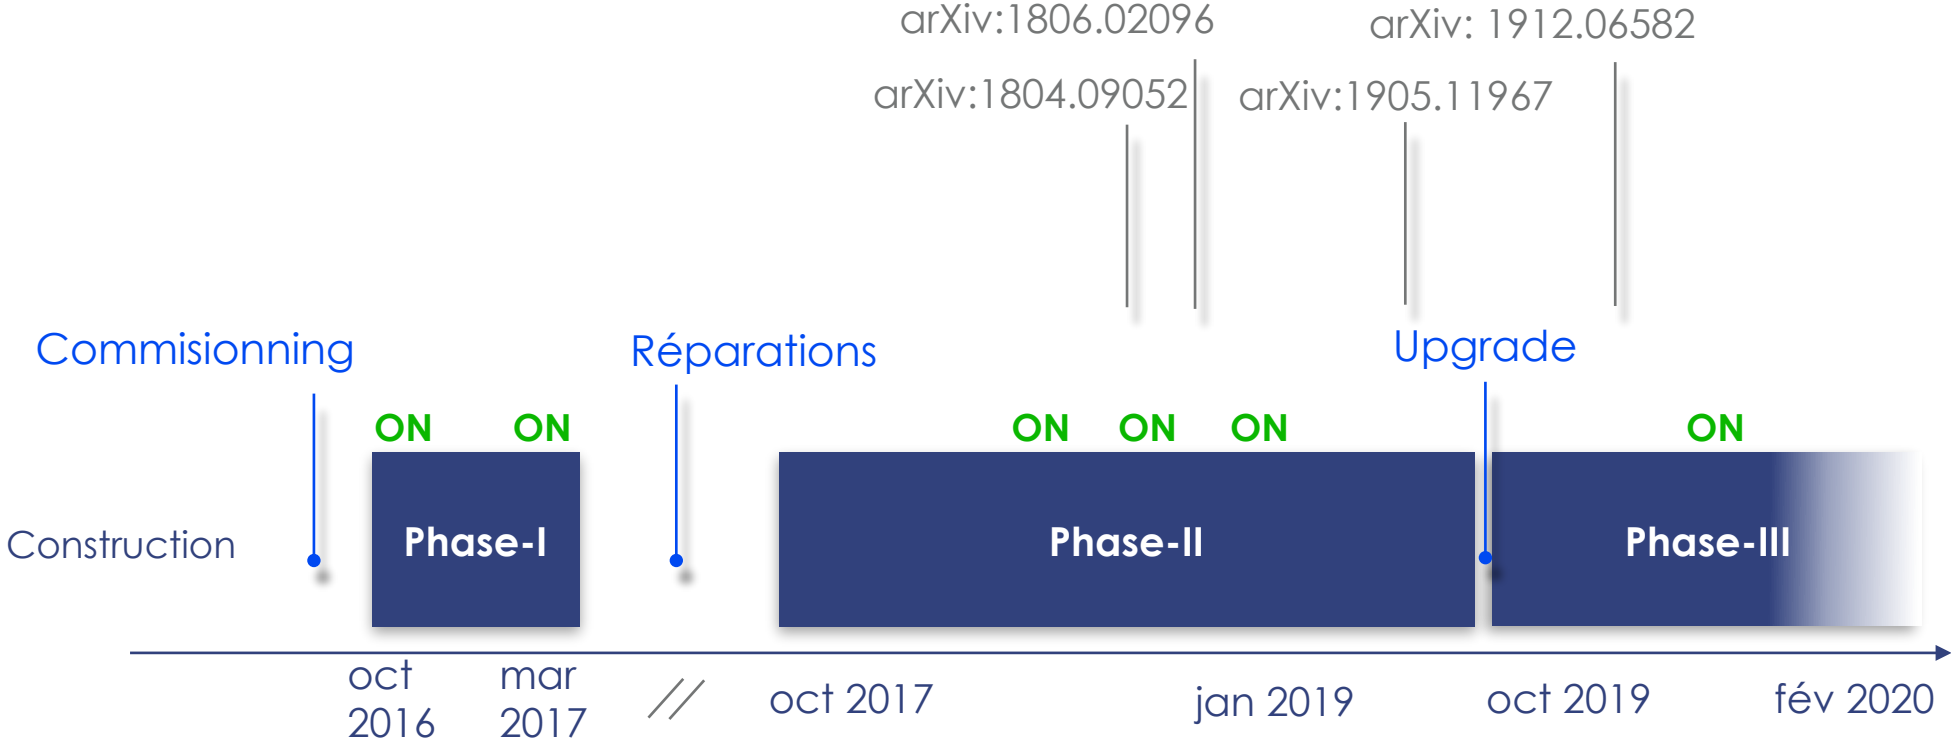 arXiv:1806.02096
arXiv: 1912.06582
arXiv:1804.09052
arXiv:1905.11967
Commisionning
Réparations
Upgrade
ON
ON
ON
ON
ON
ON
Construction
Phase-I
Phase-II
Phase-III
oct
2016
mar
2017
oct 2017
jan 2019
oct 2019
fév 2020